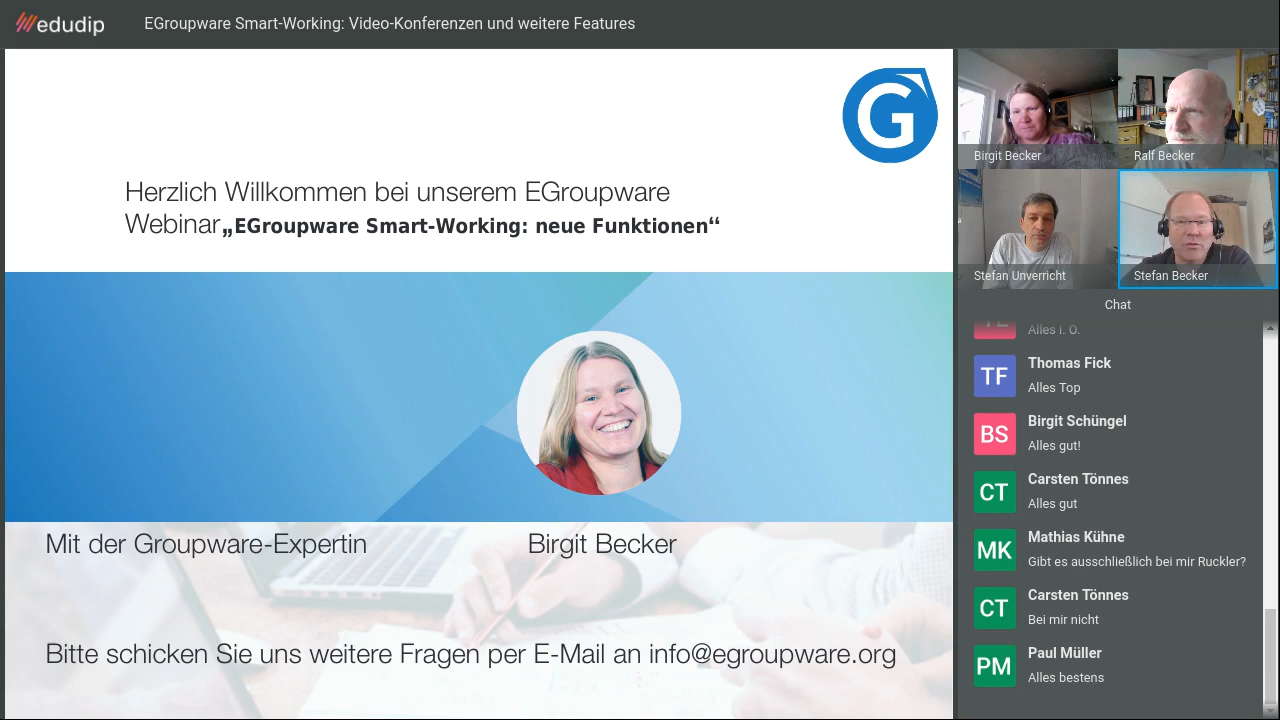 edudip
EGroupware Smart-Working: Video-Konferenzen und weitere Features
G
Herzlich Willkommen bei unserem EGroupware
Webinar „EGroupware Smart-Working: neue Funktionen“
Mit der Groupware-Expertin
Birgit Becker
Bitte schicken Sie uns weitere Fragen per E-Mail an info@egroupware.org
Birgit Becker
Ralf Becker
Stefan Unverricht
Stefan Becker
Chat
Alles i. O.
TF
Thomas Fick
Alles Top
BS
Birgit Schüngel
Alles gut!
CT
Carsten Tönnes
Alles gut
MK
Mathias Kühne
Gibt es ausschließlich bei mir Ruckler?
CT
Carsten Tönnes
Bei mir nicht
PM
Paul Müller
Alles bestens